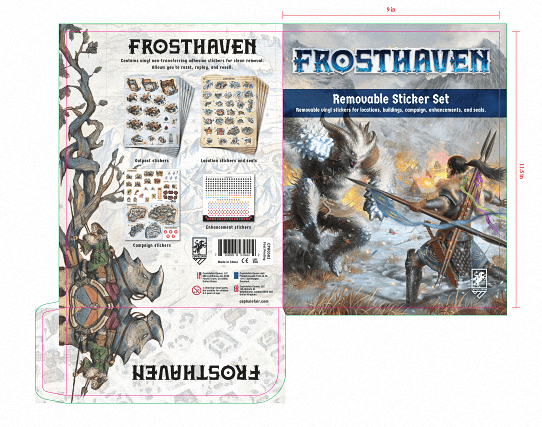 9 in
FROSTHAVEN
Contains vinyl non-transferring adhesive stickers for clean removal.
Allows you to reset, replay, and resell.
Outpost stickers
Location stickers and seals
Campaign stickers
Enhancement stickers
Made in China
cephalofair.com
FROSTHAVEN
FROSTHAVEN
Removable Sticker Set
Removable vinyl stickers for locations, buildings, campaign, enhancements, and seals.
11.5 in